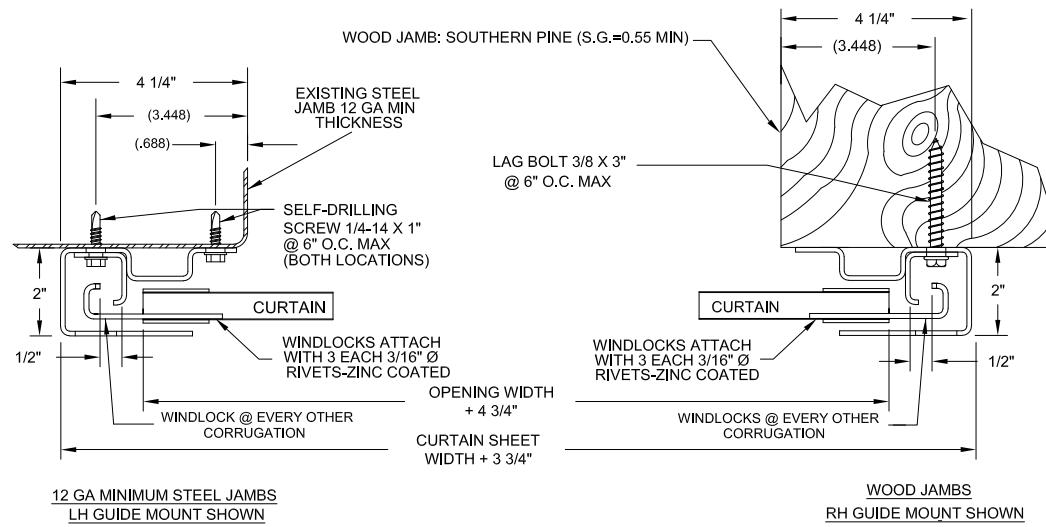 4 1/4"
WOOD JAMB: SOUTHERN PINE (S.G.=0.55 MIN)
(3.448)
4 1/4"
EXISTING STEEL
JAMB 12 GA MIN
THICKNESS
(3.448)
(.688)
LAG BOLT 3/8 X 3"
@ 6" O.C. MAX
SELF-DRILLING
SCREW 1/4-14 X 1"
@ 6" O.C. MAX
(BOTH LOCATIONS)
2"
CURTAIN
CURTAIN
2"
1/2"
WINDLOCKS ATTACH
WITH 3 EACH 3/16" Ø
RIVETS-ZINC COATED
WINDLOCKS ATTACH
WITH 3 EACH 3/16" Ø
RIVETS-ZINC COATED
1/2"
OPENING WIDTH
+ 4 3/4"
WINDLOCK @ EVERY OTHER
CORRUGATION
WINDLOCKS @ EVERY OTHER
CORRUGATION
CURTAIN SHEET
WIDTH + 3 3/4"
12 GA MINIMUM STEEL JAMBS
LH GUIDE MOUNT SHOWN
WOOD JAMBS
RH GUIDE MOUNT SHOWN